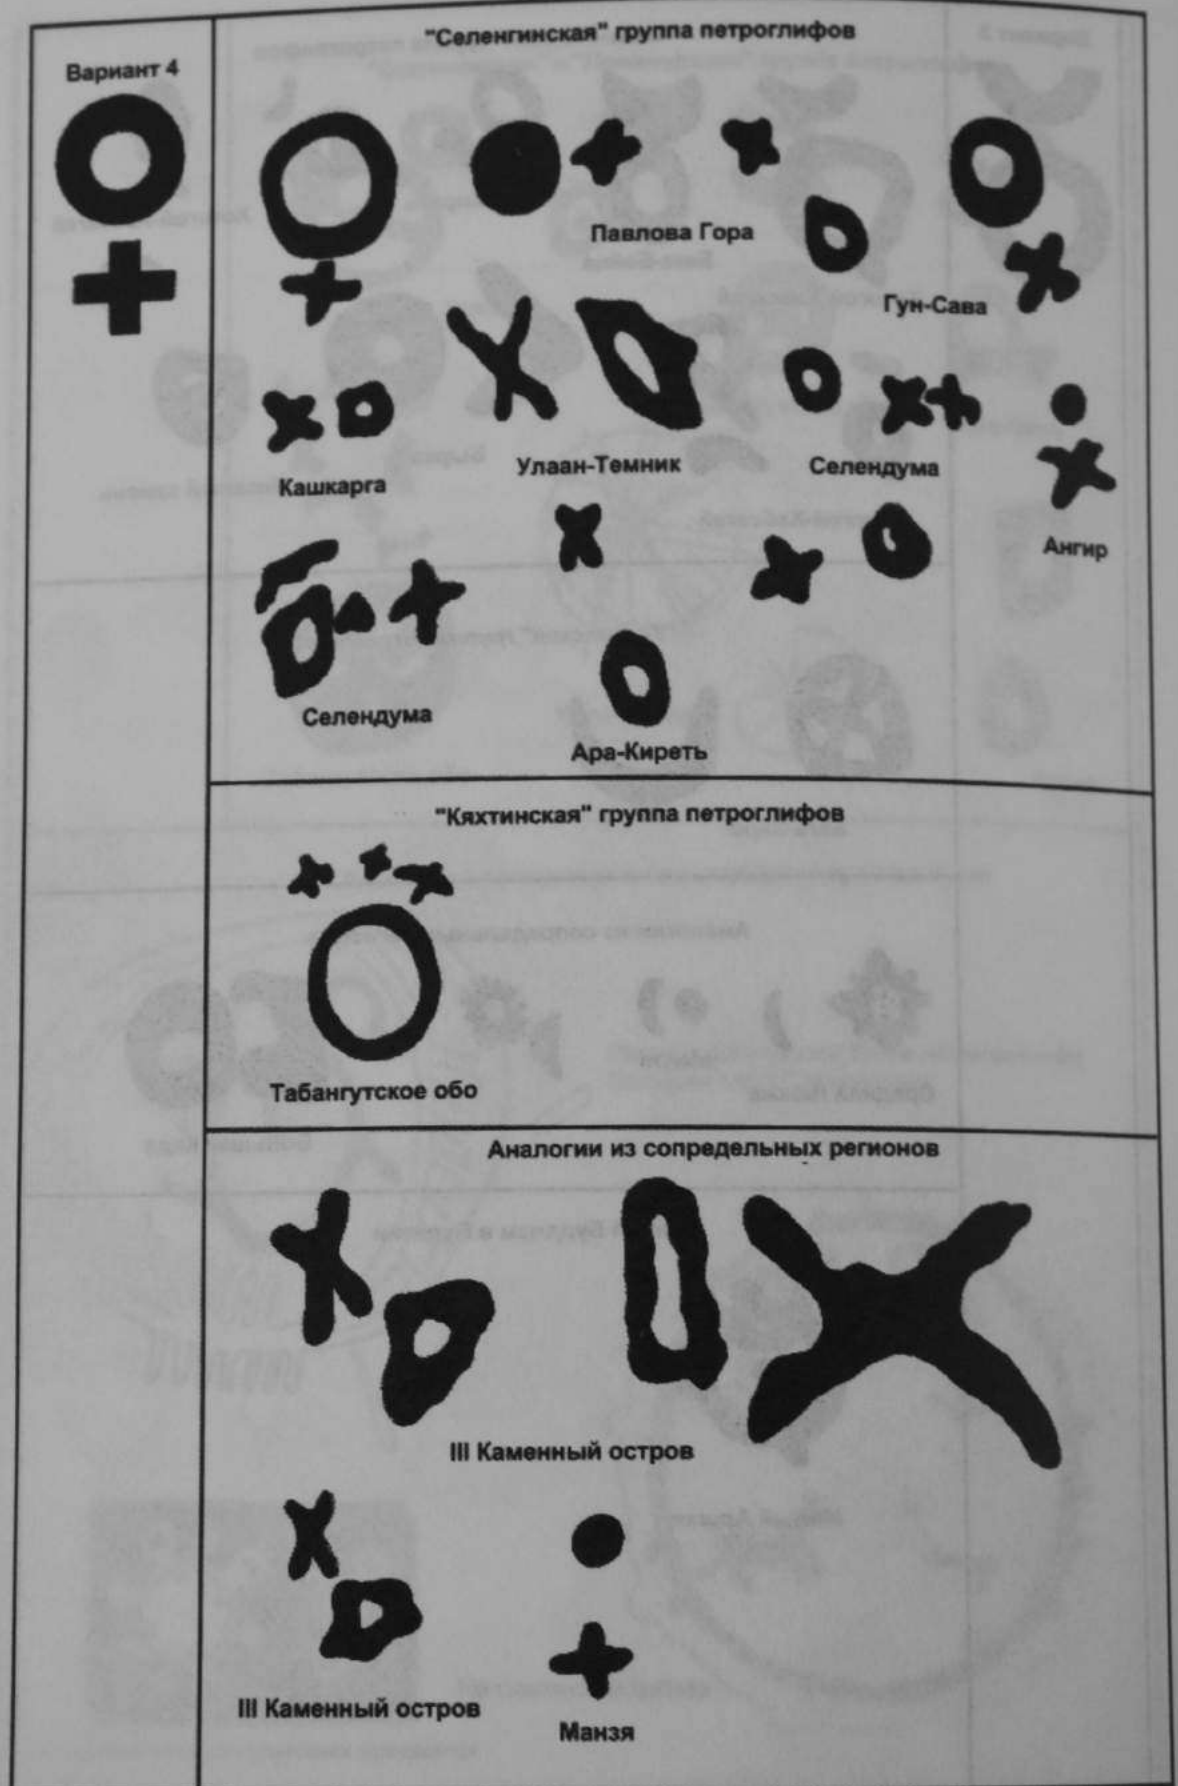 "Селенгинская" группа петроглифов
Вариант 4
Павлова Гора
Гун-Сава
Улаан-Темник
Селендума
Кашкарга
Ангир
Селендума
Ара-Киреть
"Кяхтинская" группа петроглифов
Табангутское обо
Аналогии из сопредельных регионов
III Каменный остров
III Каменный остров
Манзя